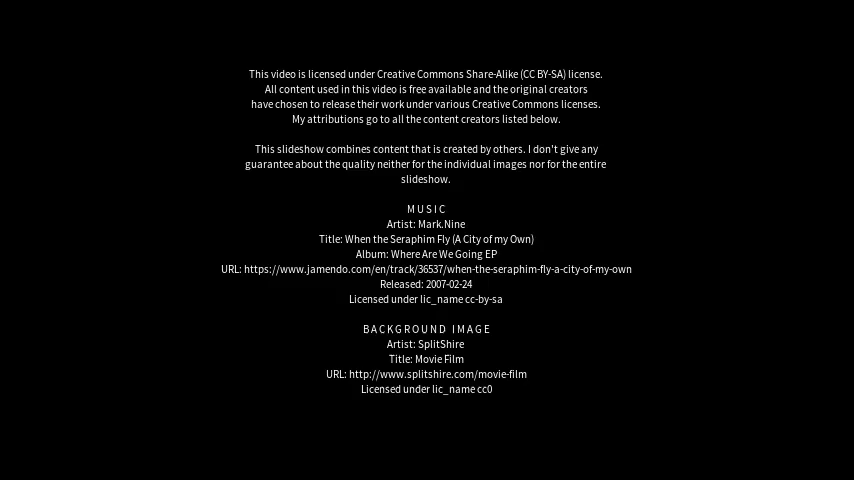 This video is licensed under Creative Commons Share-Alike (CC BY-SA) license.
All content used in this video is free available and the original creators
have chosen to release their work under various Creative Commons licenses.
My attributions go to all the content creators listed below.
This slideshow combines content that is created by others. I don't give any
guarantee about the quality neither for the individual images nor for the entire
slideshow.
MUSIC
Artist: Mark.Nine
Title: When the Seraphim Fly (A City of my Own)
Album: Where Are We Going EP
URL: https://www.jamendo.com/en/track/36537/when-the-seraphim-fly-a-city-of-my-own
Released: 2007-02-24
Licensed under lic_name cc-by-sa
BACKGROUND IMAGE
Artist: SplitShire
Title: Movie Film
URL: http://www.splitshire.com/movie-film
Licensed under lic_name cc0